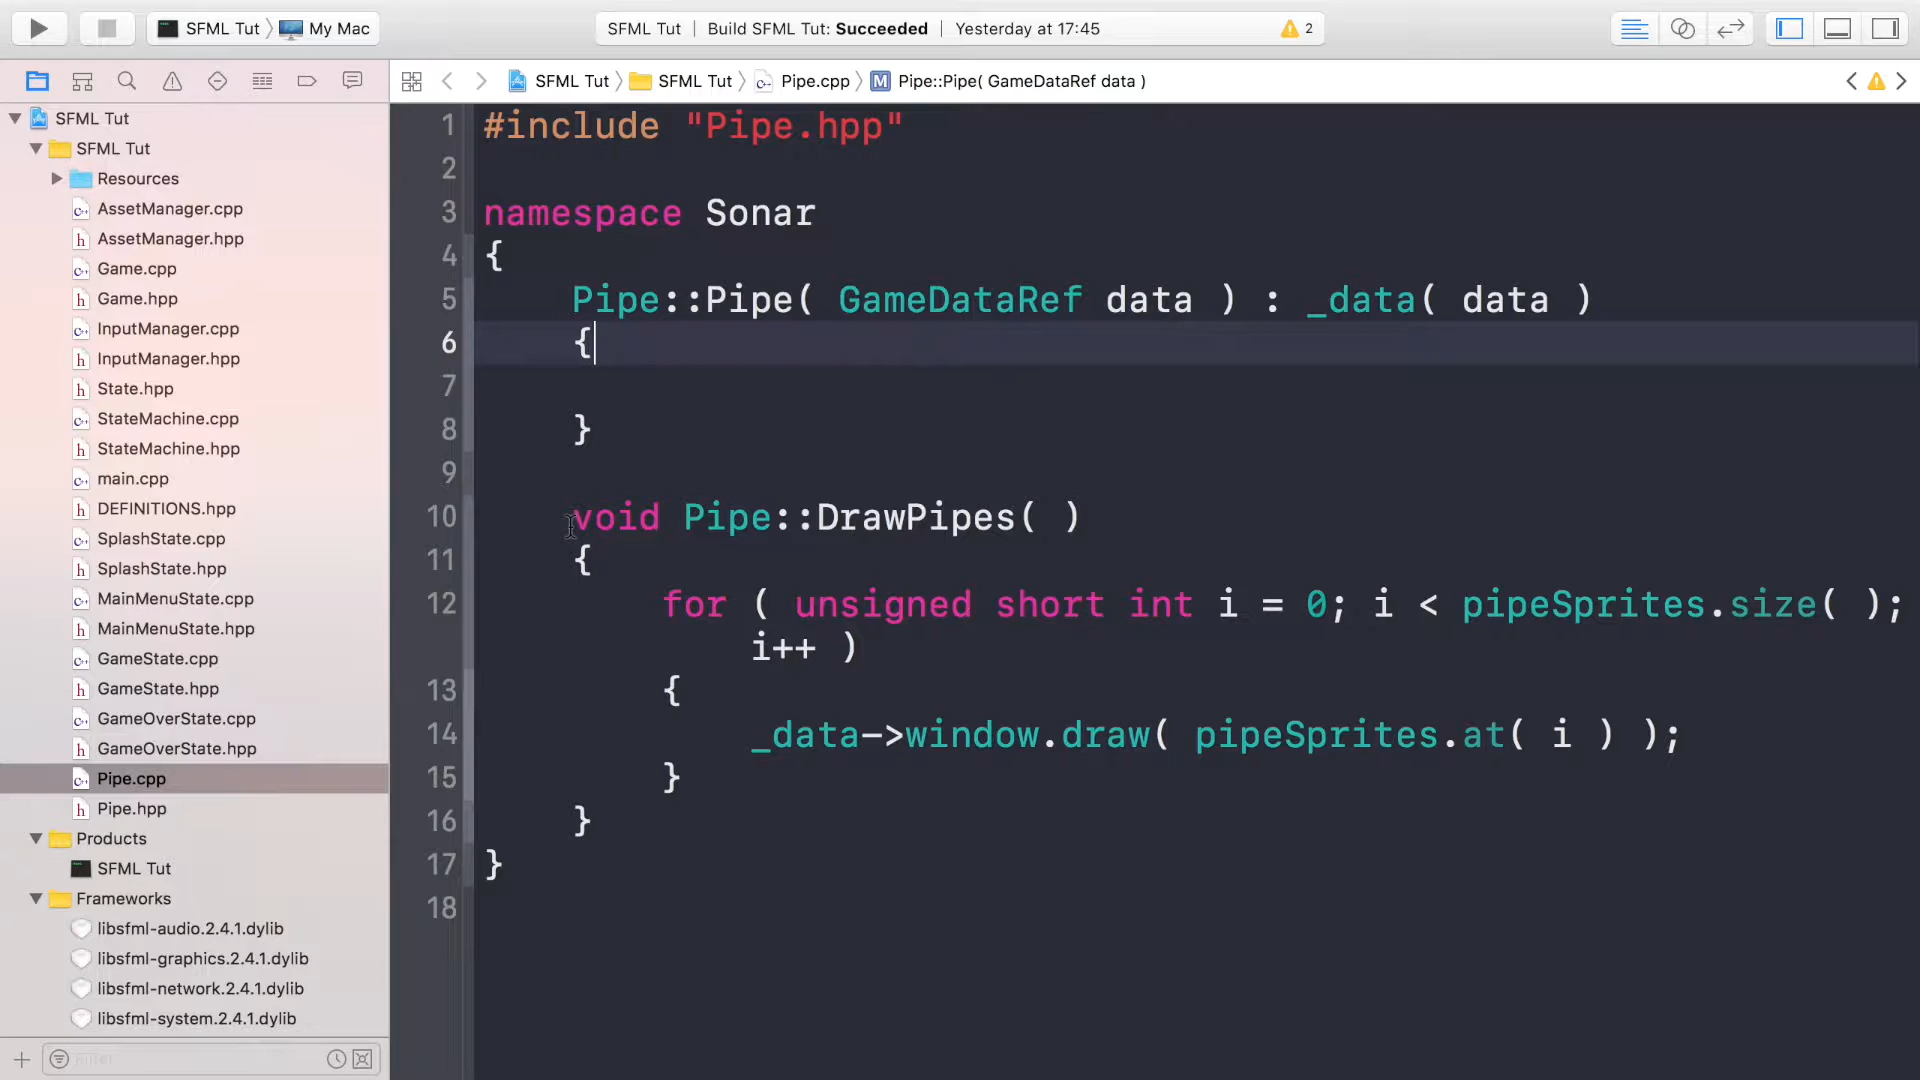 SFML Tut My Mac
SFML Tut Build SFML Tut: Succeeded Yesterday at 17:45 2
SFML Tut SFML Tut Pipe.cpp M Pipe::Pipe( GameDataRef data )
SFML Tut
SFML Tut
Resources
AssetManager.cpp
AssetManager.hpp
Game.cpp
Game.hpp
InputManager.cpp
InputManager.hpp
State.hpp
StateMachine.cpp
StateMachine.hpp
main.cpp
DEFINITIONS.hpp
SplashState.cpp
SplashState.hpp
MainMenuState.cpp
MainMenuState.hpp
GameState.cpp
GameState.hpp
GameOverState.cpp
GameOverState.hpp
Pipe.cpp
Pipe.hpp
Products
SFML Tut
Frameworks
libsfml-audio.2.4.1.dylib
libsfml-graphics.2.4.1.dylib
libsfml-network.2.4.1.dylib
libsfml-system.2.4.1.dylib
Filter
1 #include "Pipe.hpp"
2
3 namespace Sonar
4 {
5 Pipe::Pipe( GameDataRef data ) : _data( data )
6 {
7
8 }
9
10 void Pipe::DrawPipes( )
11 {
12 for ( unsigned short int i = 0; i < pipeSprites.size( );
i++ )
13 {
14 _data->window.draw( pipeSprites.at( i ) );
15 }
16 }
17 }
18